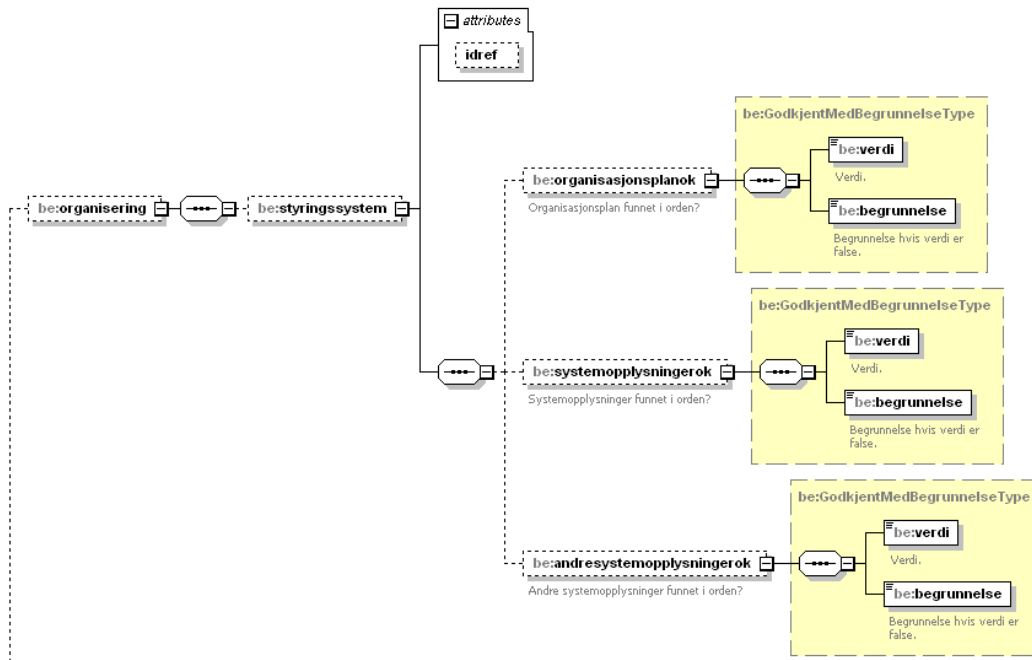 attributes
idref
be:GodkjentMedBegrunnelseType
be:verdi
Verdi.
be:organisasjonsplanok
Organisasjonsplan funnet i orden?
be:organisering
be:styringssystem
be:begrunnelse
Begrunnelse hvis verdi er
false.
be:GodkjentMedBegrunnelseType
be:verdi
Verdi.
be:systemopplysningerok
Systemopplysninger funnet i orden?
be:begrunnelse
Begrunnelse hvis verdi er
false.
be:GodkjentMedBegrunnelseType
be:verdi
Verdi.
be:andresystemopplysningerok
Andre systemopplysninger funnet i orden?
be:begrunnelse
Begrunnelse hvis verdi er
false.